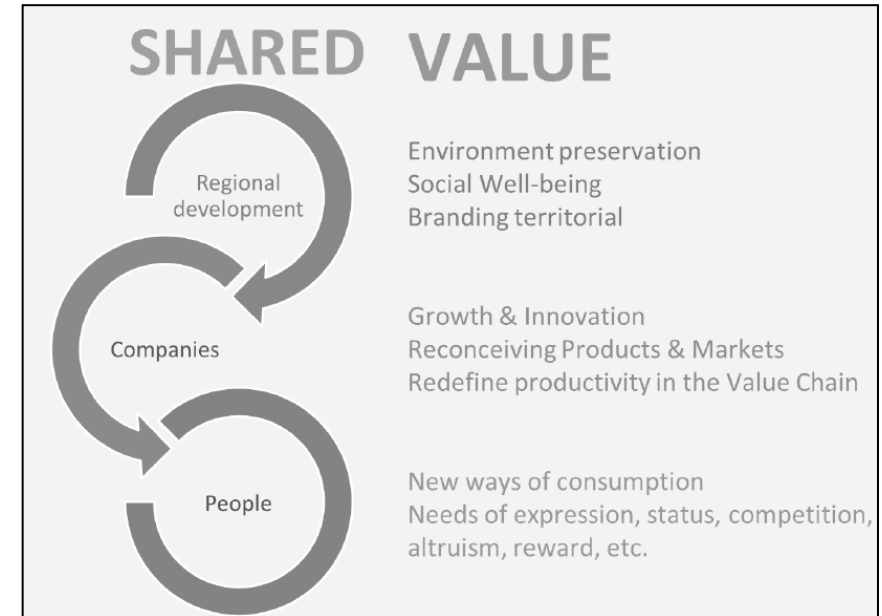 SHARED VALUE
Regional
development
Environment preservation
Social Well-being
Branding territorial
Companies
Growth & Innovation
Reconceiving Products & Markets
Redefine productivity in the Value Chain
People
New ways of consumption
Needs of expression, status, competition,
altruism, reward, etc.